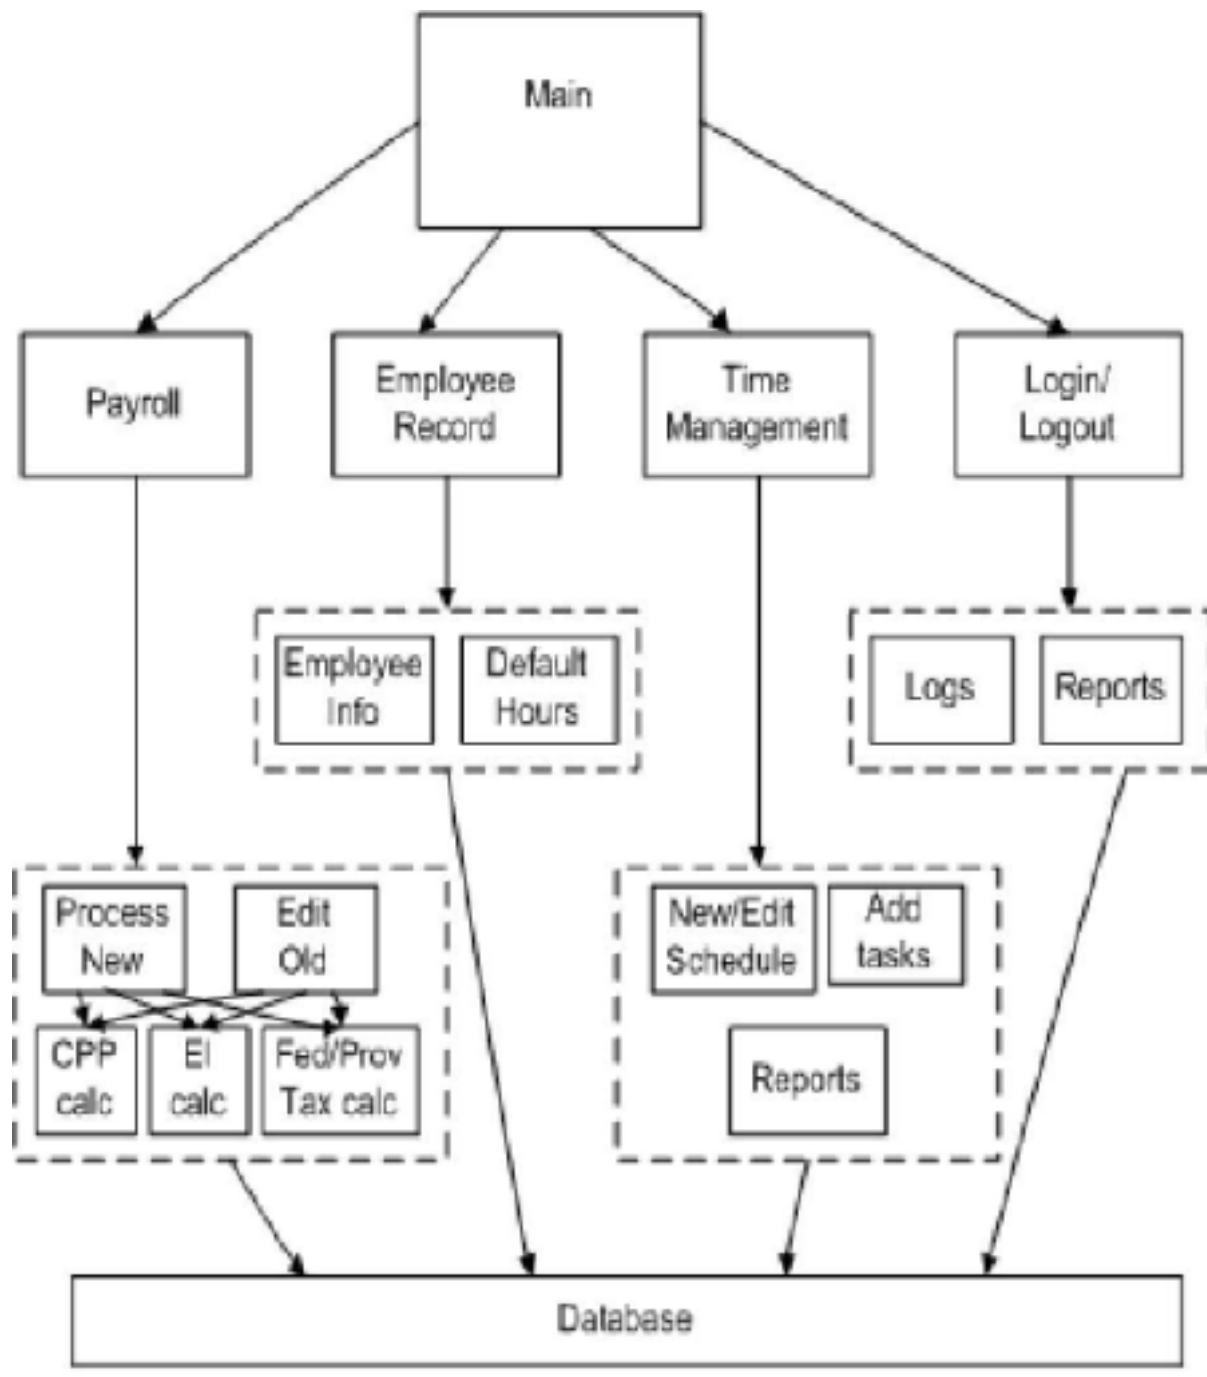 Main
Payroll
Employee
Record
Time
Management
Login/
Logout
Employee
Info
Default
Hours
Logs
Reports
Process
New
Edit
Old
CPP
calc
EI
calc
Fed/Prov
Tax calc
New/Edit
Schedule
Add
tasks
Reports
Database